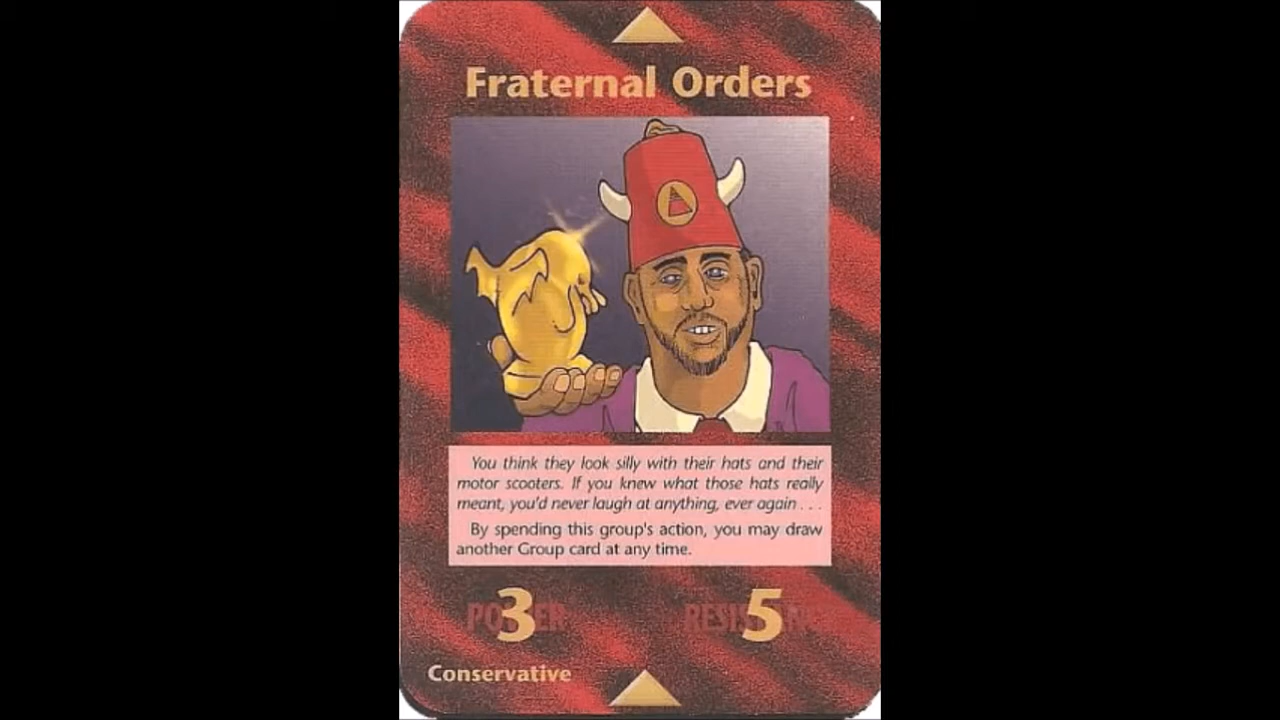 Fraternal Orders
You think they look silly with their hats and their
motor scooters. If you knew what those hats really
meant, you'd never laugh at anything, ever again . . .
By spending this group's action, you may draw
another Group card at any time.
POWER 3 RESISTANCE 5
Conservative